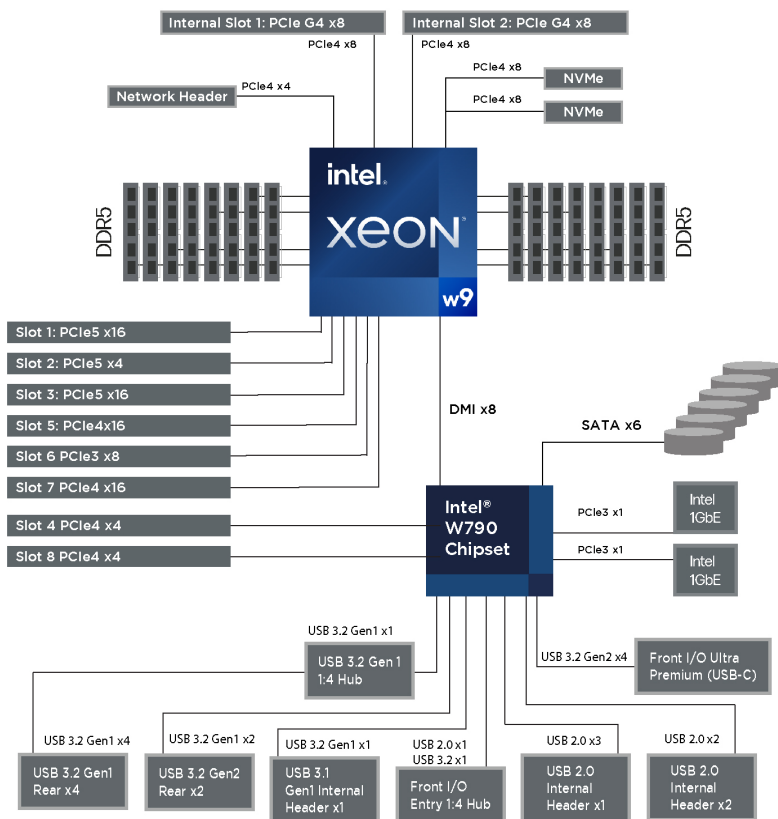 Internal Slot 1: PCIe G4 x8
Internal Slot 2: PCIe G4 x8
PCIe4 x8
PCIe4 x8
PCIe4 x8
NVMe
PCIe4 x4
Network Header
PCIe4 x8
NVMe
intel.
XEON
w9
DDR5
DDR5
Slot 1: PCIe5 x16
Slot 2: PCIe5 x4
Slot 3: PCIe5 x16
Slot 5: PCIe4x16
Slot 6 PCIe3 x8
Slot 7 PCIe4 x16
Slot 4 PCIe4 x4
Slot 8 PCIe4 x4
DMI x8
SATA x6
Intel®
W790
Chipset
PCIe3 x1
Intel
1GbE
PCIe3 x1
Intel
1GbE
USB 3.2 Gen1 x1
USB 3.2 Gen 1
1:4 Hub
USB 3.2 Gen2 x4
Front I/O Ultra
Premium (USB-C)
USB 3.2 Gen1 x4
USB 3.2 Gen1
Rear x4
USB 3.2 Gen1 x2
USB 3.2 Gen2
Rear x2
USB 3.2 Gen1 x1
USB 3.1
Gen1 Internal
Header x1
USB 2.0 x1
USB 3.2 x1
Front I/O
Entry 1:4 Hub
USB 2.0 x3
USB 2.0
Internal
Header x1
USB 2.0 x2
USB 2.0
Internal
Header x2